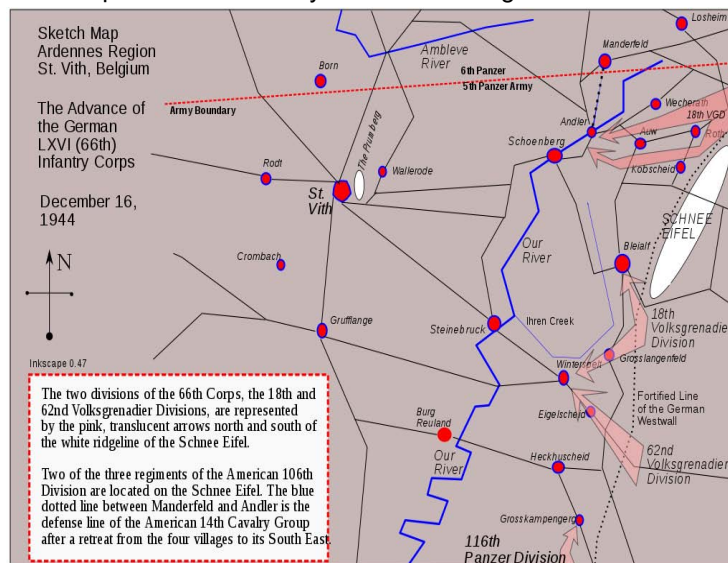 Sketch Map
Ardennes Region
St. Vith, Belgium
The Advance of
the German
LXVI (66th)
Infantry Corps
December 16,
1944
N
Inkscape 0.47
Losheim
Manderfeld
Ambleve
River
Born
6th Panzer
5th Panzer Army
Army Boundary
Wecherath
18th VGD
Andler
Auw
Roth
Schoenberg
Kobscheid
The Prumberg
Wallerode
Rodt
St.
Vith
SCHNEE
EIFEL
Our
River
Bleialf
Crombach
18th
Volksgrenadier
Division
Grufflange
Steinebruck
Ihren Creek
Grosslangenfeld
Winterspelt
Fortified Line
of the German
Westwall
Eigelscheid
Burg
Reuland
Our
River
62nd
Volksgrenadier
Division
Heckhuscheid
Grosskampenberg
116th
Panzer Division
The two divisions of the 66th Corps, the 18th and
62nd Volksgrenadier Divisions, are represented
by the pink, translucent arrows north and south of
the white ridgeline of the Schnee Eifel.
Two of the three regiments of the American 106th
Division are located on the Schnee Eifel. The blue
dotted line between Manderfeld and Andler is the
defense line of the American 14th Cavalry Group
after a retreat from the four villages to its South East.